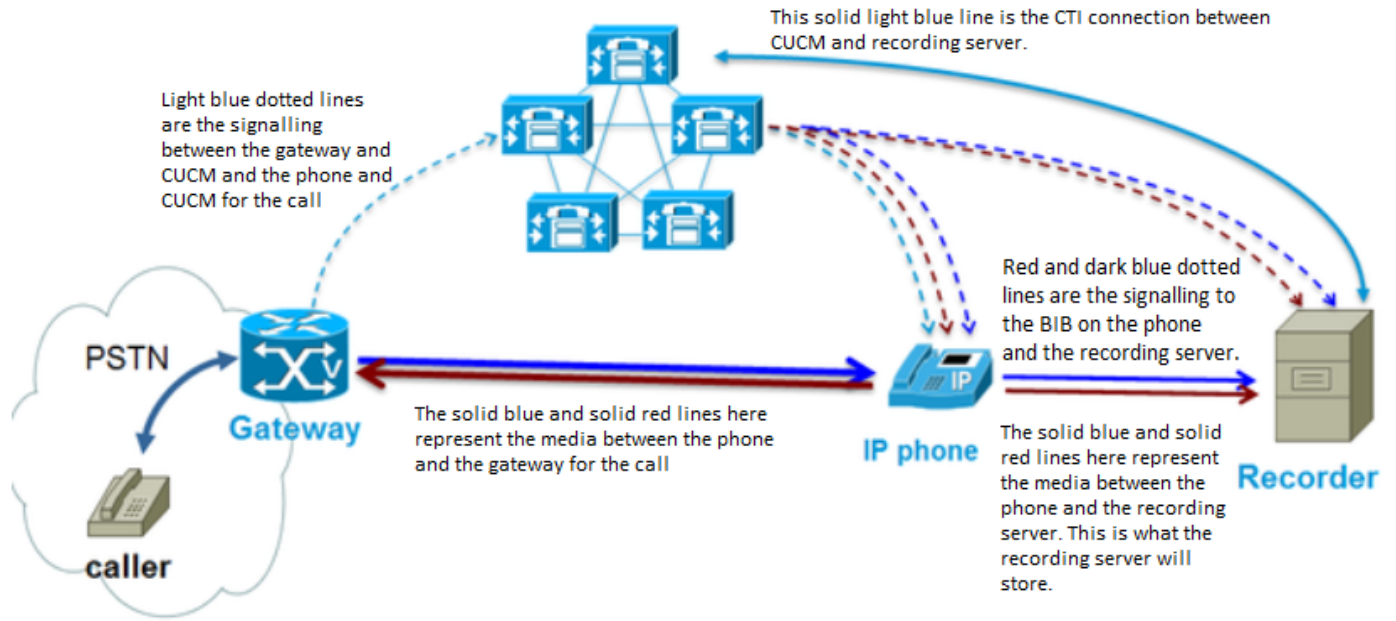 This solid light blue line is the CTI connection between
CUCM and recording server.
Light blue dotted lines
are the signalling
between the gateway and
CUCM and the phone and
CUCM for the call
Red and dark blue dotted
lines are the signalling to
the BIB on the phone
and the recording server.
PSTN
V
IP
Gateway
The solid blue and solid red lines here
represent the media between the phone
and the gateway for the call
IP phone
The solid blue and solid
red lines here represent
the media between the
phone and the recording
server. This is what the
recording server will
store.
Recorder
caller